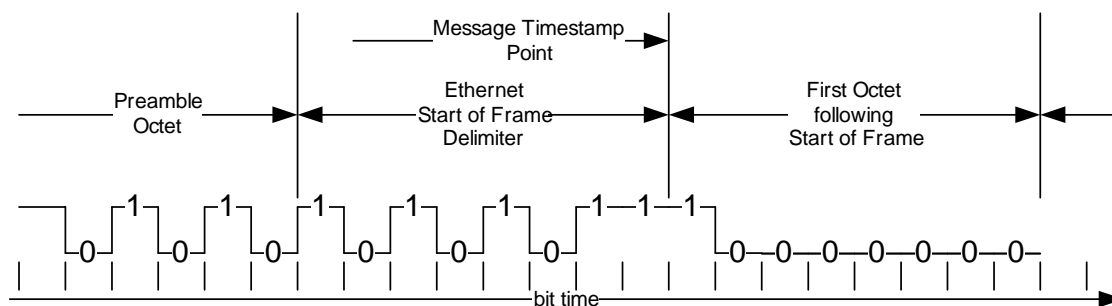 Message Timestamp
Point
Preamble
Octet
Ethernet
Start of Frame
Delimiter
First Octet
following
Start of Frame
0 1 0 1 0 1 0 1 0 1 0 1 1 1 0 0 0 0 0 0 0
bit time